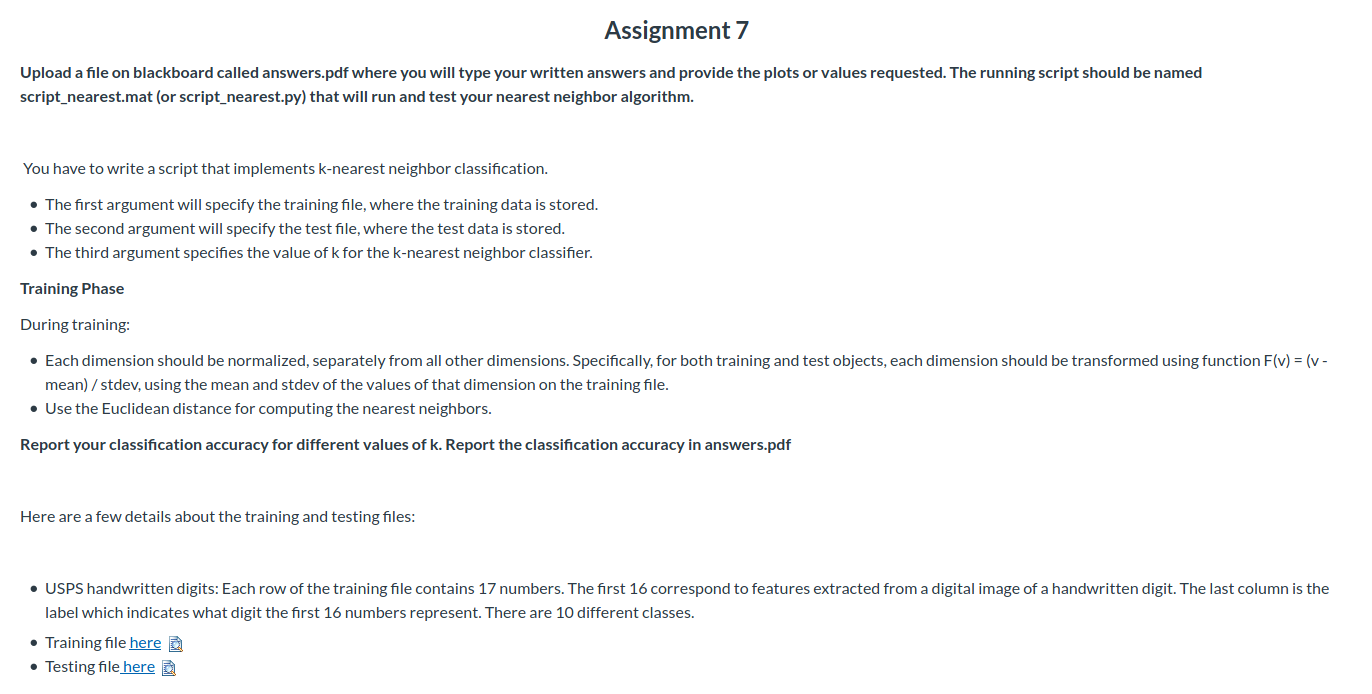 Assignment 7
Upload a file on blackboard called answers.pdf where you will type your written answers and provide the plots or values requested. The running script should be named
script_nearest.mat (or script_nearest.py) that will run and test your nearest neighbor algorithm.
You have to write a script that implements k-nearest neighbor classification.
• The first argument will specify the training file, where the training data is stored.
• The second argument will specify the test file, where the test data is stored.
• The third argument specifies the value of k for the k-nearest neighbor classifier.
Training Phase
During training:
• Each dimension should be normalized, separately from all other dimensions. Specifically, for both training and test objects, each dimension should be transformed using function F(v) = (v -
mean) / stdev, using the mean and stdev of the values of that dimension on the training file.
• Use the Euclidean distance for computing the nearest neighbors.
Report your classification accuracy for different values of k. Report the classification accuracy in answers.pdf
Here are a few details about the training and testing files:
• USPS handwritten digits: Each row of the training file contains 17 numbers. The first 16 correspond to features extracted from a digital image of a handwritten digit. The last column is the
label which indicates what digit the first 16 numbers represent. There are 10 different classes.
• Training file here
• Testing file here